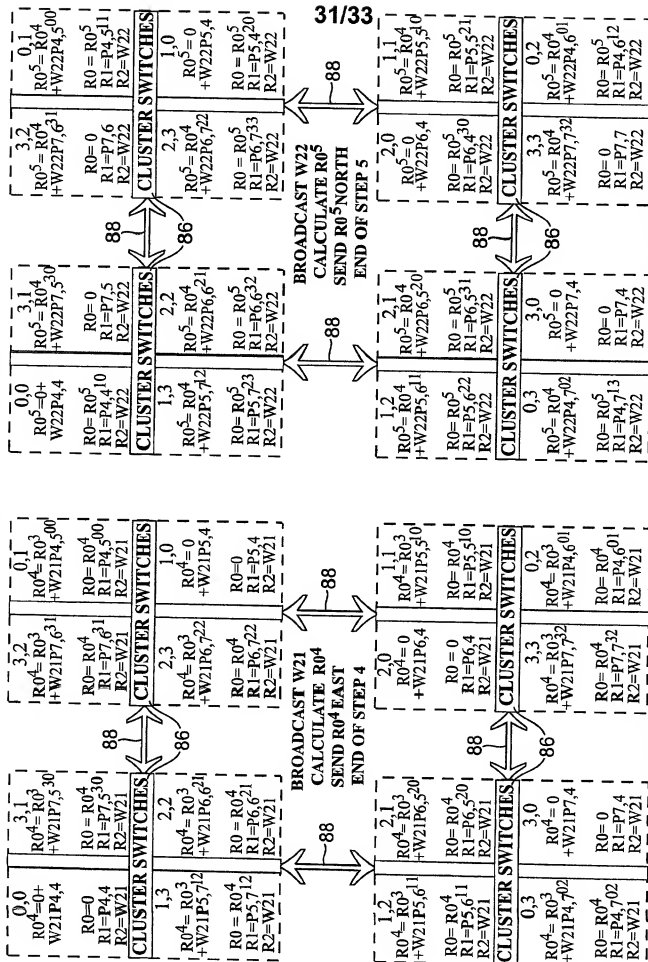 31/33
0,0
R0⁴=0+
W21P4,4
R0=0
R1=P4,4
R2=W21
3,1
R0⁴=R0³
+W21P7,5³⁰
R0=R0⁴
R1=P7,5³⁰
R2=W21
CLUSTER SWITCHES
1,3
R0⁴=R0³
+W21P5,7¹²
R0=R0⁴
R1=P5,7¹²
R2=W21
2,2
R0⁴=R0³
+W21P6,6²¹
R0=R0⁴
R1=P6,6²¹
R2=W21
88
86
3,2
R0⁴=R0³
+W21P7,6³¹
R0=R0⁴
R1=P7,6³¹
R2=W21
0,1
R0⁴=R0³
+W21P4,5⁰⁰
R0=R0⁴
R1=P4,5⁰⁰
R2=W21
CLUSTER SWITCHES
2,3
R0⁴=R0³
+W21P6,7²²
R0=R0⁴
R1=P6,7²²
R2=W21
1,0
R0⁴=0
+W21P5,4
R0=0
R1=P5,4
R2=W21
88
BROADCAST W21
CALCULATE R0⁴
SEND R0⁴ EAST
END OF STEP 4
88
1,2
R0⁴=R0³
+W21P5,6¹¹
R0=R0⁴
R1=P5,6¹¹
R2=W21
2,1
R0⁴=R0³
+W21P6,5²⁰
R0=R0⁴
R1=P6,5²⁰
R2=W21
CLUSTER SWITCHES
0,3
R0⁴=R0³
+W21P4,7⁰²
R0=R0⁴
R1=P4,7⁰²
R2=W21
3,0
R0⁴=0
+W21P7,4
R0=0
R1=P7,4
R2=W21
88
86
2,0
R0⁴=0
+W21P6,4
R0=0
R1=P6,4
R2=W21
1,1
R0⁴=R0³
+W21P5,5¹⁰
R0=R0⁴
R1=P5,5¹⁰
R2=W21
CLUSTER SWITCHES
3,3
R0⁴=R0³
+W21P7,7³²
R0=R0⁴
R1=P7,7³²
R2=W21
0,2
R0⁴=R0³
+W21P4,6⁰¹
R0=R0⁴
R1=P4,6⁰¹
R2=W21
0,0
R0⁵=0+
W22P4,4
R0=R0⁵
R1=P4,4¹⁰
R2=W22
3,1
R0⁵=R0⁴
+W22P7,5³⁰
R0=0
R1=P7,5
R2=W22
CLUSTER SWITCHES
1,3
R0⁵=R0⁴
+W22P5,7¹²
R0=R0⁵
R1=P5,7²³
R2=W22
2,2
R0⁵=R0⁴
+W22P6,6²¹
R0=R0⁵
R1=P6,6³²
R2=W22
88
86
3,2
R0⁵=R0⁴
+W22P7,6³¹
R0=0
R1=P7,6
R2=W22
0,1
R0⁵=R0⁴
+W22P4,5⁰⁰
R0=R0⁵
R1=P4,5¹¹
R2=W22
CLUSTER SWITCHES
2,3
R0⁵=R0⁴
+W22P6,7²²
R0=R0⁵
R1=P6,7³³
R2=W22
1,0
R0⁵=0
+W22P5,4
R0=R0⁵
R1=P5,4²⁰
R2=W22
88
BROADCAST W22
CALCULATE R0⁵
SEND R0⁵ NORTH
END OF STEP 5
88
1,2
R0⁵=R0⁴
+W22P5,6¹¹
R0=R0⁵
R1=P5,6²²
R2=W22
2,1
R0⁵=R0⁴
+W22P6,5²⁰
R0=R0⁵
R1=P6,5³¹
R2=W22
CLUSTER SWITCHES
0,3
R0⁵=R0⁴
+W22P4,7⁰²
R0=R0⁵
R1=P4,7¹³
R2=W22
3,0
R0⁵=0
+W22P7,4
R0=0
R1=P7,4
R2=W22
88
86
2,0
R0⁵=0
+W22P6,4
R0=R0⁵
R1=P6,4³⁰
R2=W22
1,1
R0⁵=R0⁴
+W22P5,5¹⁰
R0=R0⁵
R1=P5,5²¹
R2=W22
CLUSTER SWITCHES
3,3
R0⁵=R0⁴
+W22P7,7³²
R0=0
R1=P7,7
R2=W22
0,2
R0⁵=R0⁴
+W22P4,6⁰¹
R0=R0⁵
R1=P4,6¹²
R2=W22